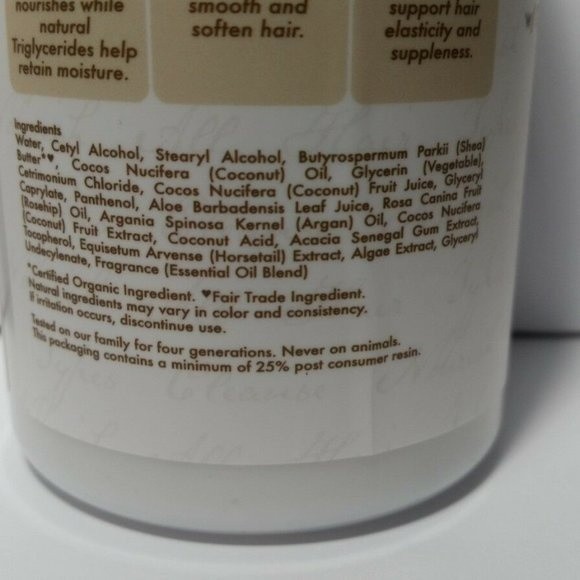 nourishes while
natural
Triglycerides help
retain moisture.
smooth and
soften hair.
support hair
elasticity and
suppleness.
Ingredients
Water, Cetyl Alcohol, Stearyl Alcohol, Butyrospermum Parkii (Shea)
Butter*♥, Cocos Nucifera (Coconut) Oil, Glycerin (Vegetable),
Cetrimonium Chloride, Cocos Nucifera (Coconut) Fruit Juice, Glyceryl
Caprylate, Panthenol, Aloe Barbadensis Leaf Juice, Rosa Canina Fruit
(Rosehip) Oil, Argania Spinosa Kernel (Argan) Oil, Cocos Nucifera
(Coconut) Fruit Extract, Coconut Acid, Acacia Senegal Gum Extract,
Tocopherol, Equisetum Arvense (Horsetail) Extract, Algae Extract, Glyceryl
Undecylenate, Fragrance (Essential Oil Blend)
*Certified Organic Ingredient. ♥Fair Trade Ingredient.
Natural ingredients may vary in color and consistency.
If irritation occurs, discontinue use.
Tested on our family for four generations. Never on animals.
This packaging contains a minimum of 25% post consumer resin.